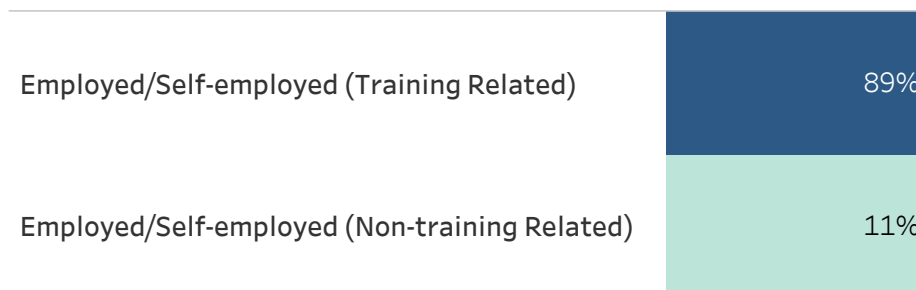 Employed/Self-employed (Training Related) 89%
Employed/Self-employed (Non-training Related) 11%